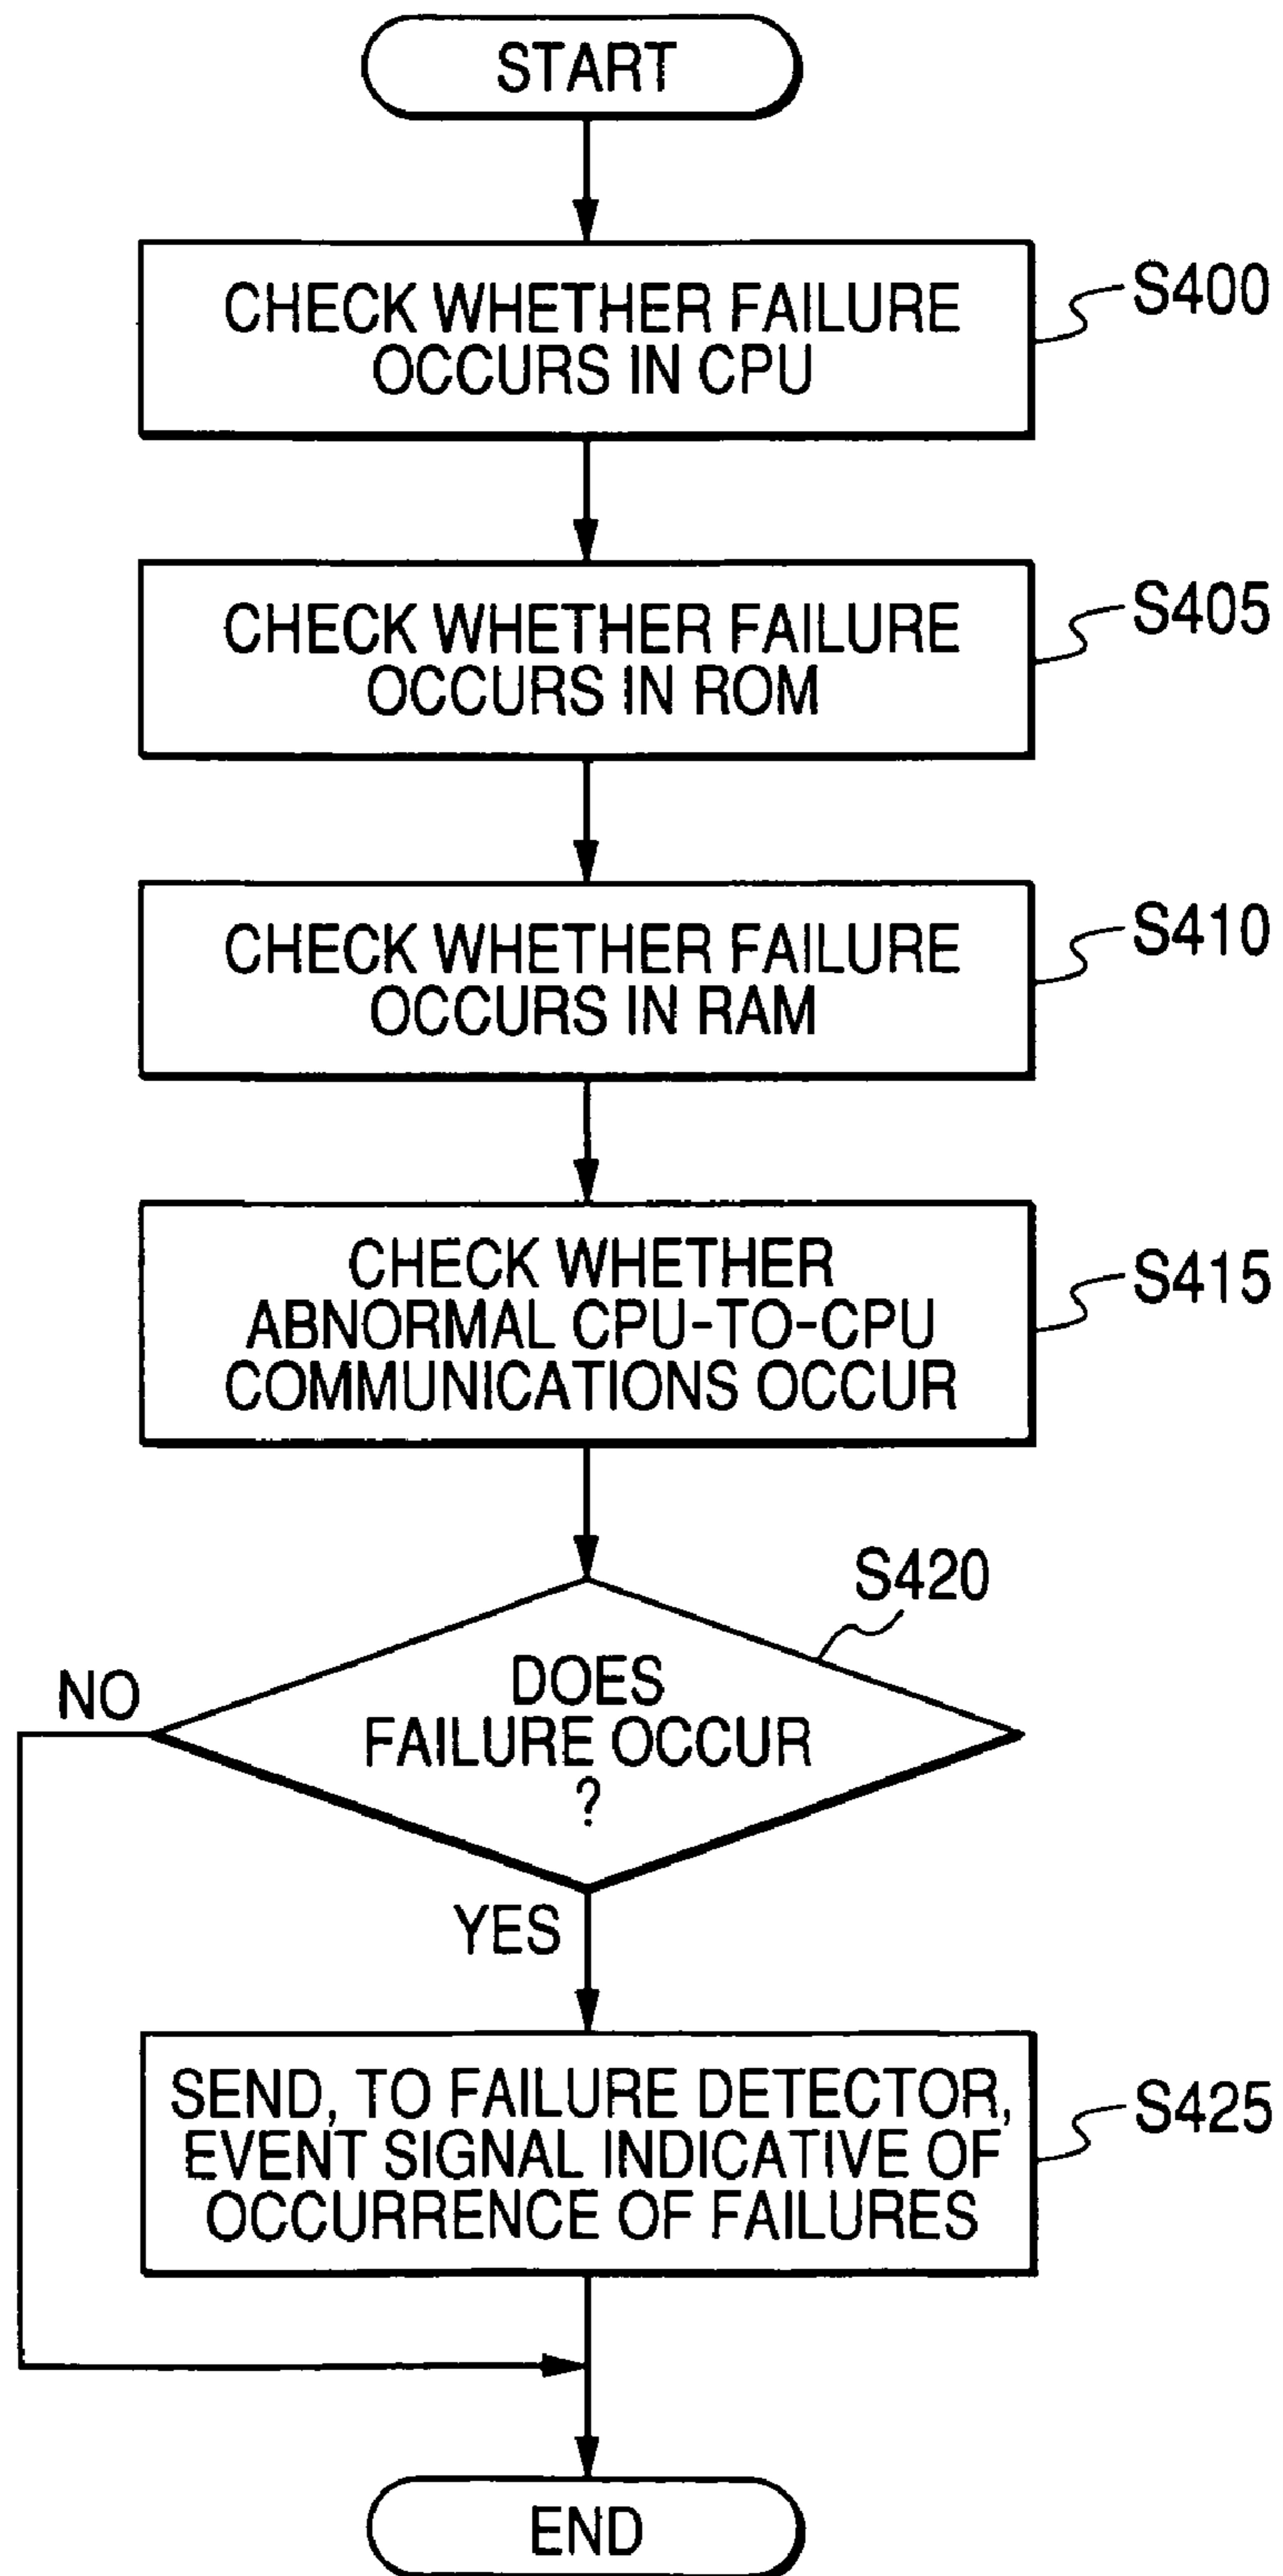 START
CHECK WHETHER FAILURE
OCCURS IN CPU
S400
CHECK WHETHER FAILURE
OCCURS IN ROM
S405
CHECK WHETHER FAILURE
OCCURS IN RAM
S410
CHECK WHETHER
ABNORMAL CPU-TO-CPU
COMMUNICATIONS OCCUR
S415
S420
DOES
FAILURE OCCUR
?
NO
YES
SEND, TO FAILURE DETECTOR,
EVENT SIGNAL INDICATIVE OF
OCCURRENCE OF FAILURES
S425
END